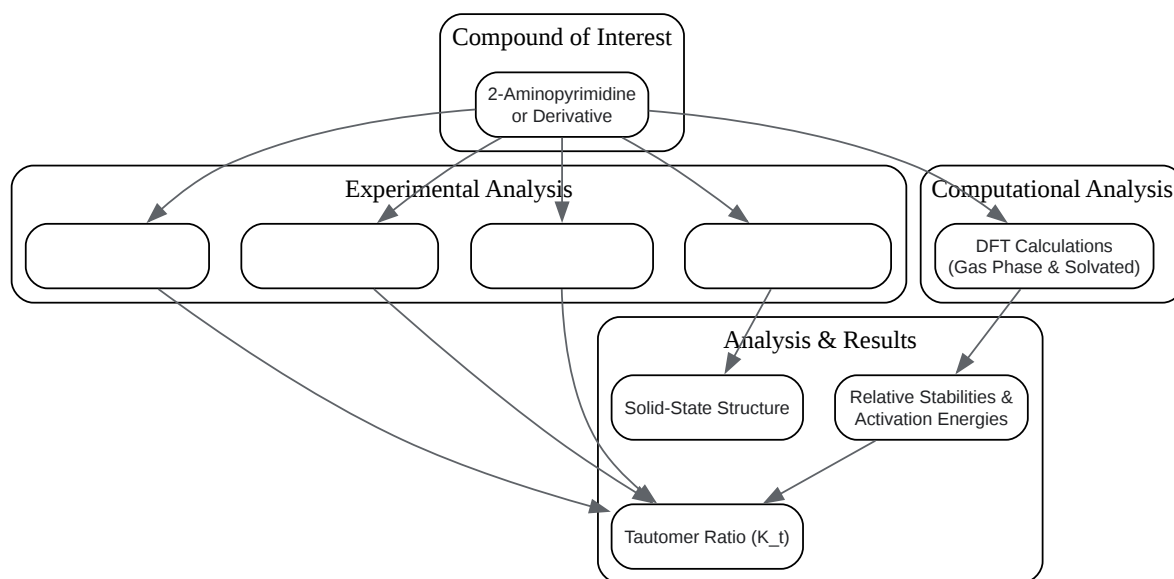 Compound of Interest
2-Aminopyrimidine
or Derivative
Experimental Analysis
Computational Analysis
DFT Calculations
(Gas Phase & Solvated)
Analysis & Results
Solid-State Structure
Relative Stabilities &
Activation Energies
Tautomer Ratio (K_t)